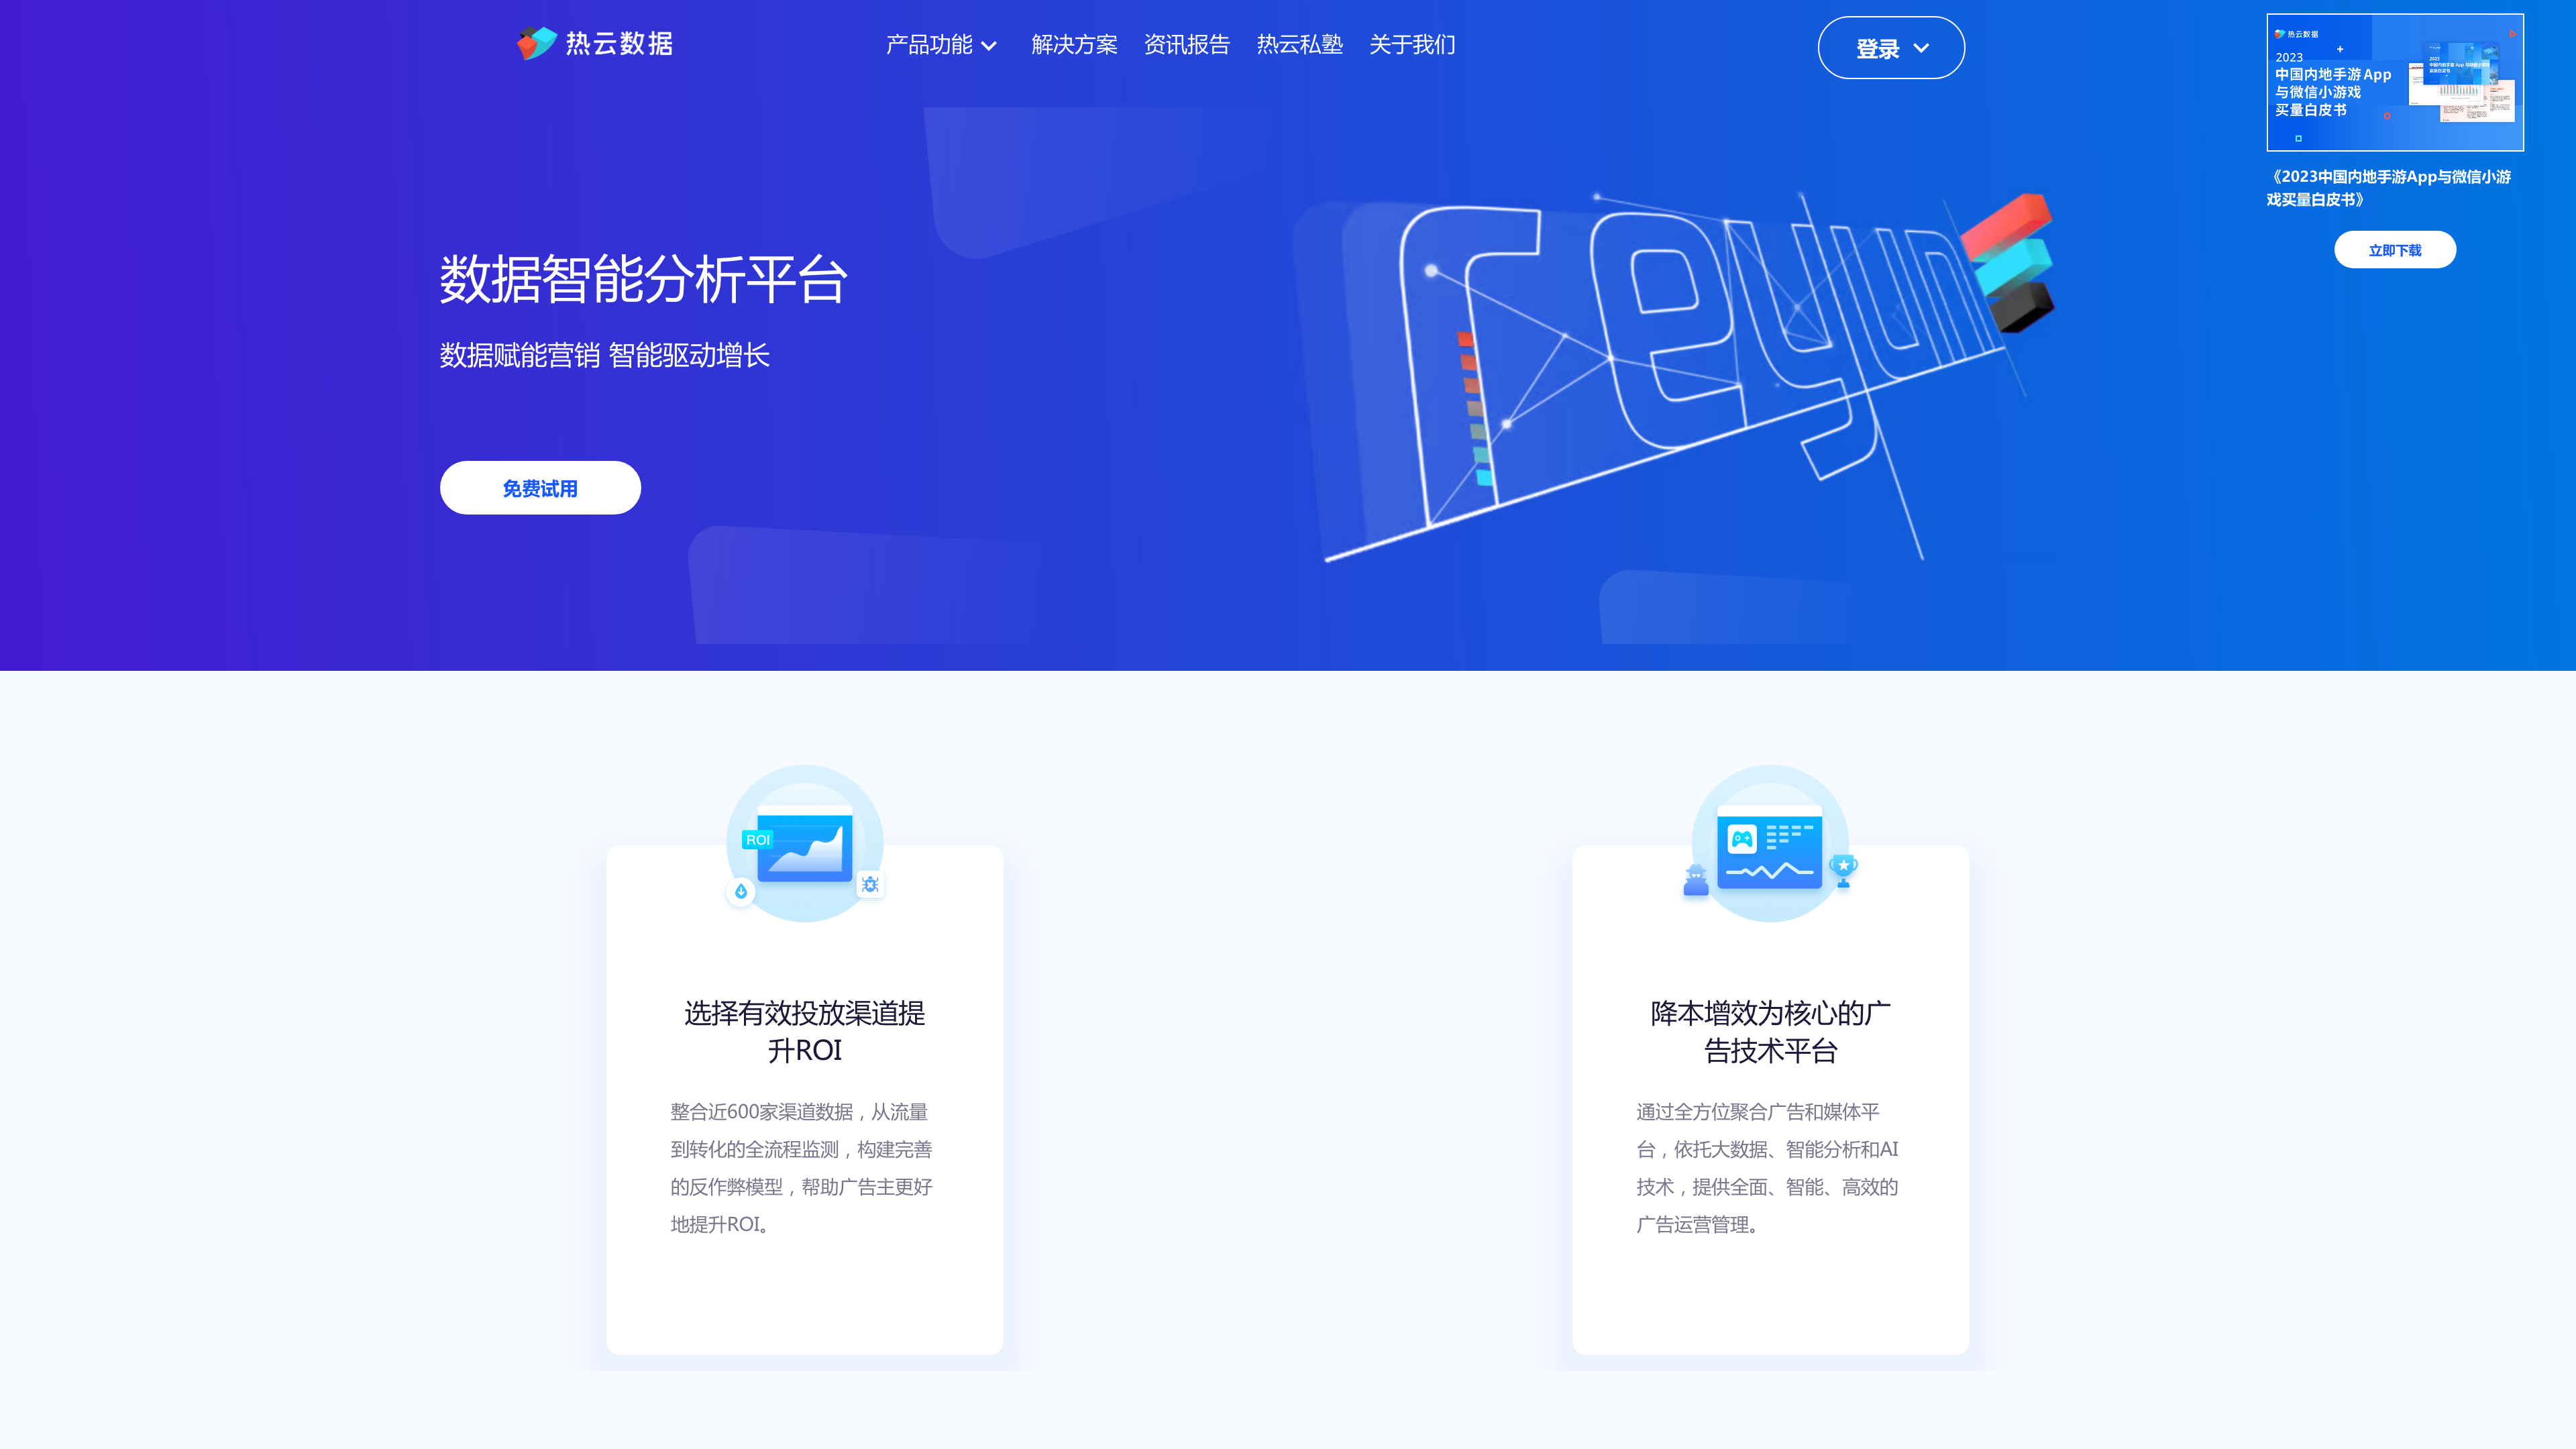 热云数据
产品功能
解决方案
资讯报告
热云私塾
关于我们
登录
热云数据
2023
中国内地手游App
与微信小游戏
买量白皮书
《2023中国内地手游App与微信小游
戏买量白皮书》
立即下载
数据智能分析平台
数据赋能营销 智能驱动增长
免费试用
reyun
ROI
选择有效投放渠道提
升ROI
整合近600家渠道数据，从流量
到转化的全流程监测，构建完善
的反作弊模型，帮助广告主更好
地提升ROI。
降本增效为核心的广
告技术平台
通过全方位聚合广告和媒体平
台，依托大数据、智能分析和AI
技术，提供全面、智能、高效的
广告运营管理。